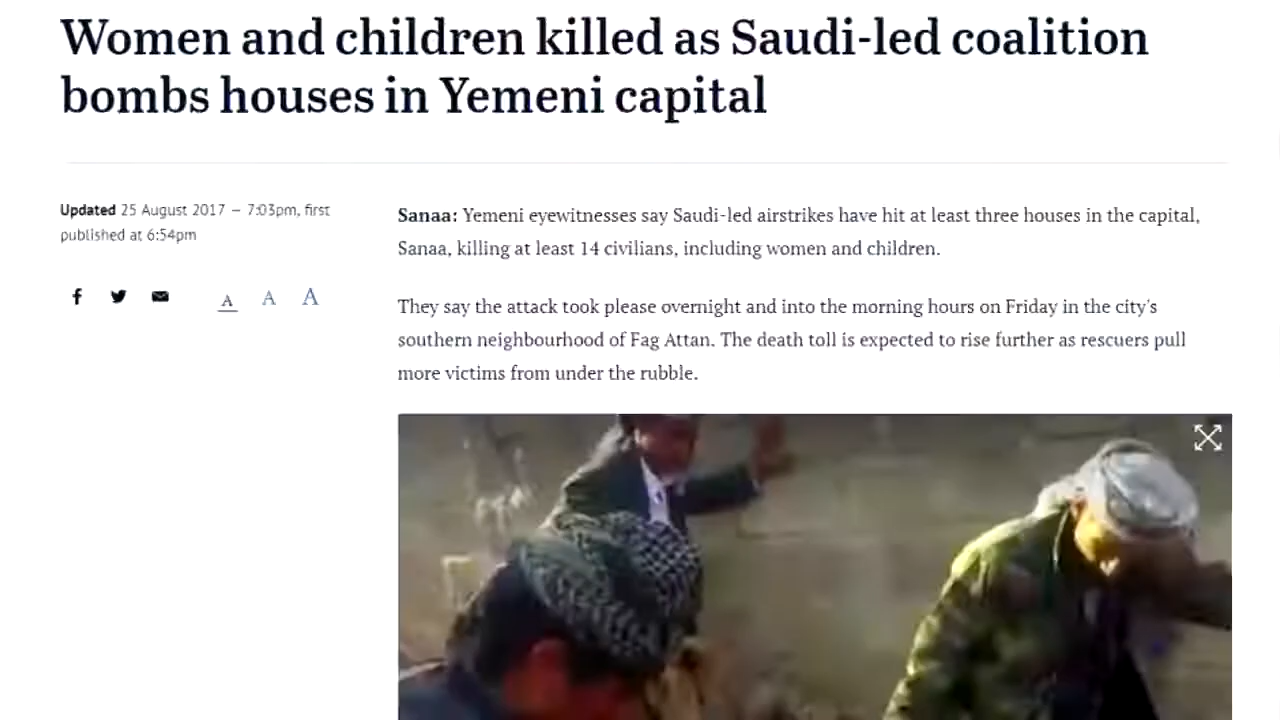 Women and children killed as Saudi-led coalition
bombs houses in Yemeni capital
Updated 25 August 2017 – 7:03pm, first
published at 6:54pm
A A A
Sanaa: Yemeni eyewitnesses say Saudi-led airstrikes have hit at least three houses in the capital,
Sanaa, killing at least 14 civilians, including women and children.
They say the attack took please overnight and into the morning hours on Friday in the city's
southern neighbourhood of Fag Attan. The death toll is expected to rise further as rescuers pull
more victims from under the rubble.